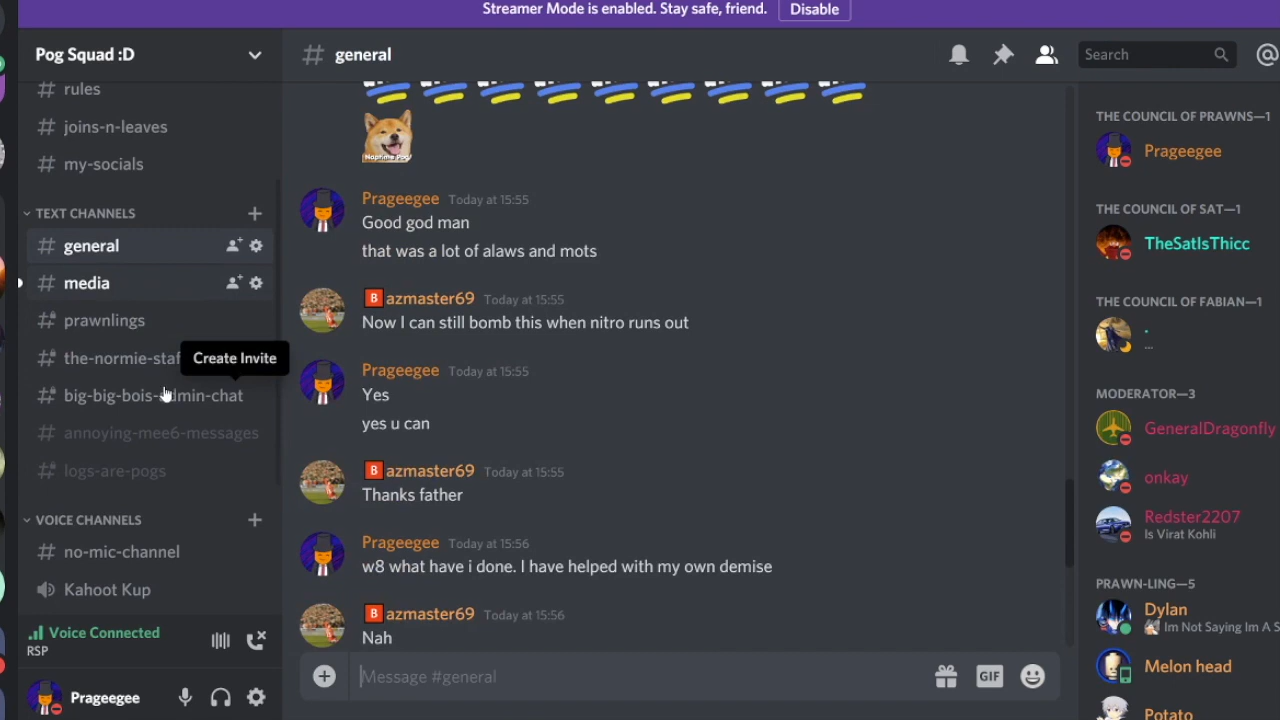 Streamer Mode is enabled. Stay safe, friend. Disable
Pog Squad :D
# general
Search
rules
joins-n-leaves
my-socials
TEXT CHANNELS
general
media
prawnlings
the-normie-staf
Create Invite
big-big-bois-admin-chat
annoying-mee6-messages
logs-are-pogs
VOICE CHANNELS
no-mic-channel
Kahoot Kup
Voice Connected
RSP
Prageegee
Prageegee Today at 15:55
Good god man
that was a lot of alaws and mots
B azmaster69 Today at 15:55
Now I can still bomb this when nitro runs out
Prageegee Today at 15:55
Yes
yes u can
B azmaster69 Today at 15:55
Thanks father
Prageegee Today at 15:56
w8 what have i done. I have helped with my own demise
B azmaster69 Today at 15:56
Nah
Message #general
GIF
THE COUNCIL OF PRAWNS—1
Prageegee
THE COUNCIL OF SAT—1
TheSatIsThicc
THE COUNCIL OF FABIAN—1
.
...
MODERATOR—3
GeneralDragonfly
onkay
Redster2207
Is Virat Kohli
PRAWN-LING—5
Dylan
Im Not Saying Im A S
Melon head
Potato